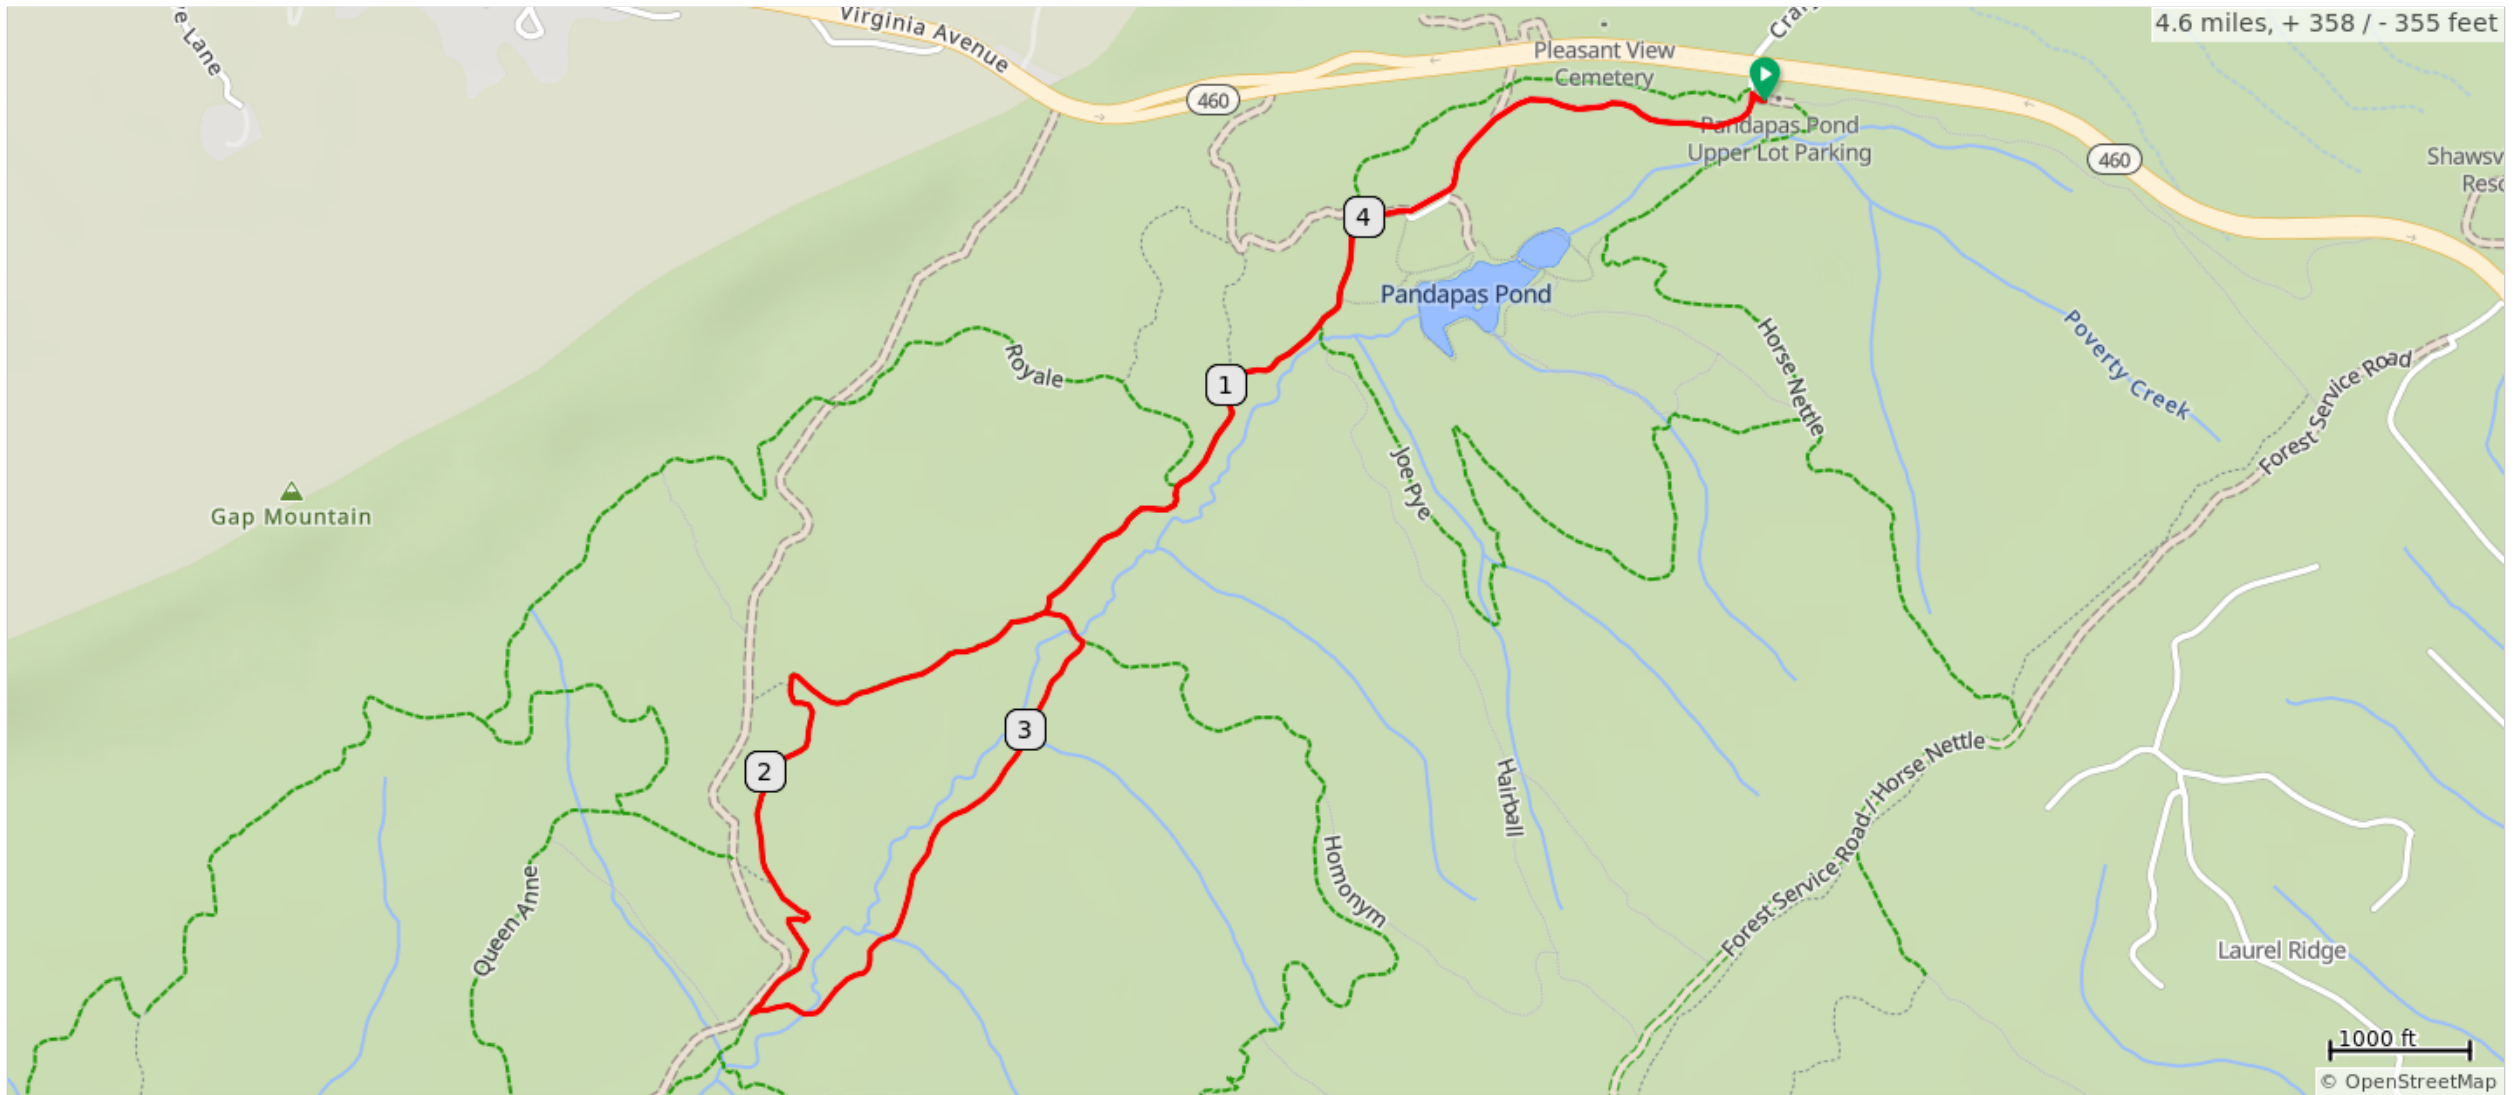 Virginia Avenue
4.6 miles, + 358 / - 355 feet
Pleasant View
Cemetery
460
Pandapas Pond
Upper Lot Parking
460
4
Pandapas Pond
Royale
1
Horse Nettle
Poverty Creek
Forest Service Road
Joe Pye
Gap Mountain
2
3
Hairball
Homonym
Queen Anne
Forest Service Road / Horse Nettle
Laurel Ridge
1000 ft
© OpenStreetMap